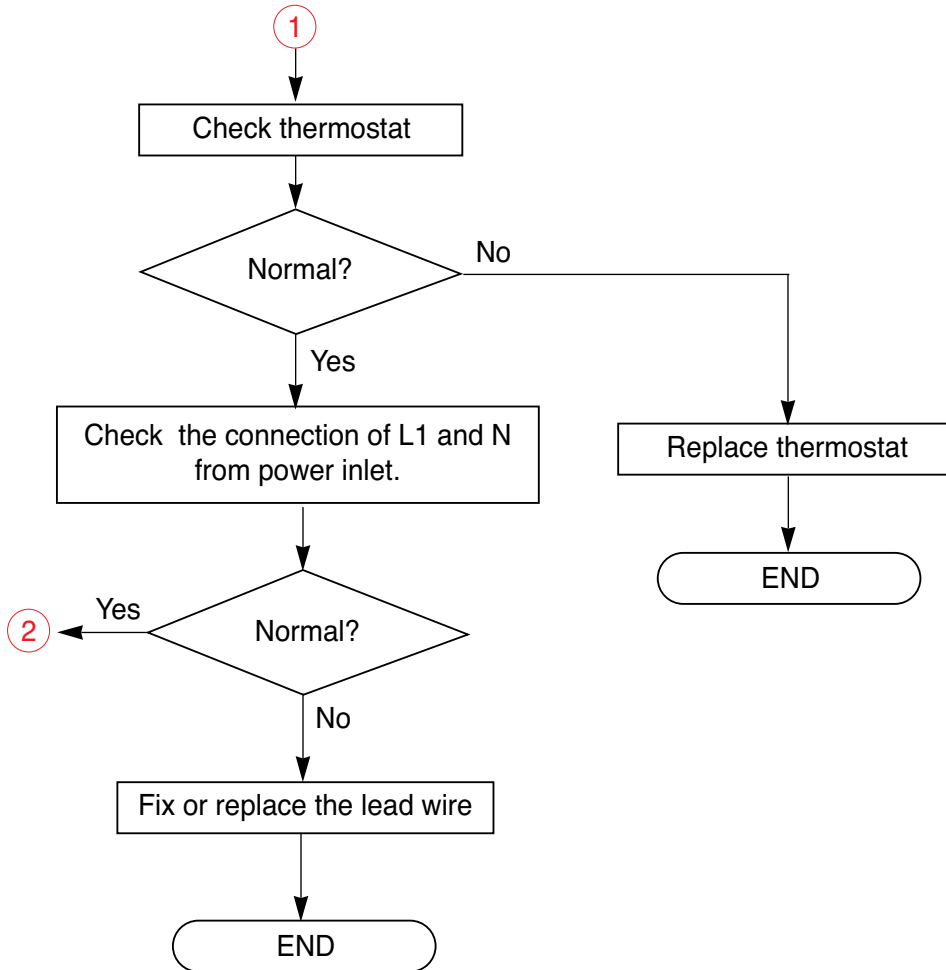 1
Check thermostat
Normal?
No
Yes
Check the connection of L1 and N
from power inlet.
Replace thermostat
END
Yes
2
Normal?
No
Fix or replace the lead wire
END